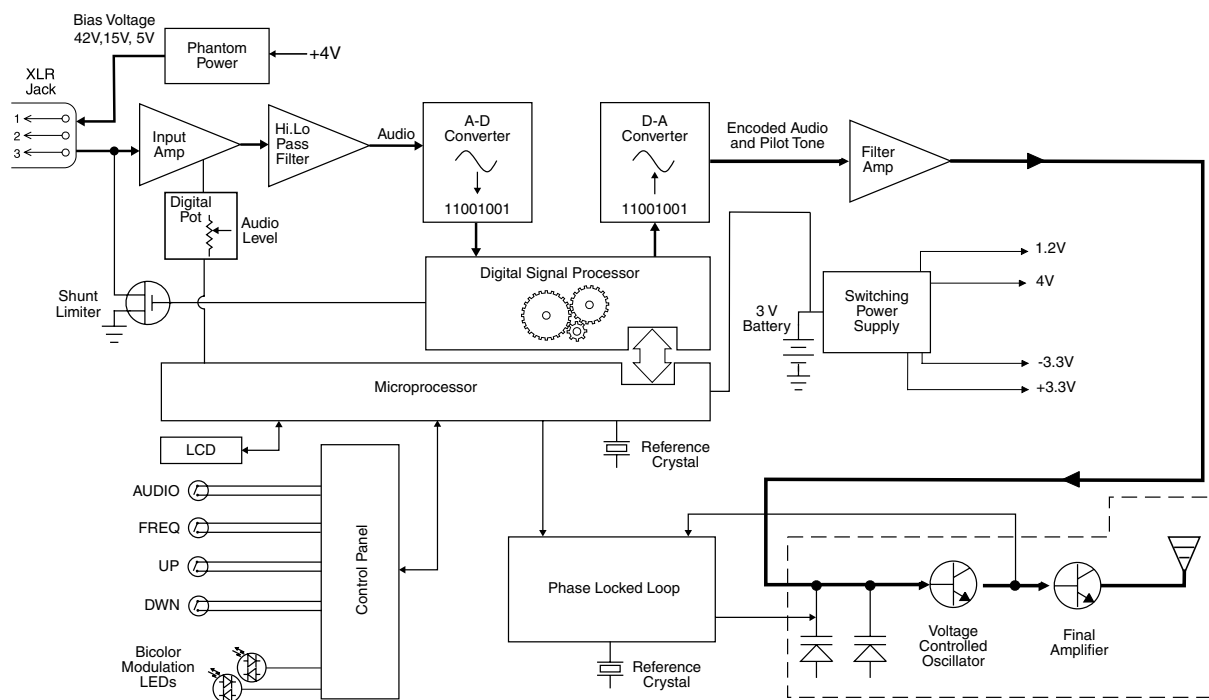 Bias Voltage
42V,15V, 5V
Phantom
Power
+4V
XLR
Jack
1
2
3
Input
Amp
Hi.Lo
Pass
Filter
Audio
A-D
Converter
11001001
D-A
Converter
11001001
Encoded Audio
and Pilot Tone
Filter
Amp
Digital
Pot
Audio
Level
Shunt
Limiter
Digital Signal Processor
3 V
Battery
Switching
Power
Supply
1.2V
4V
-3.3V
+3.3V
Microprocessor
LCD
Reference
Crystal
AUDIO
FREQ
UP
DWN
Control Panel
Bicolor
Modulation
LEDs
Phase Locked Loop
Reference
Crystal
Voltage
Controlled
Oscillator
Final
Amplifier